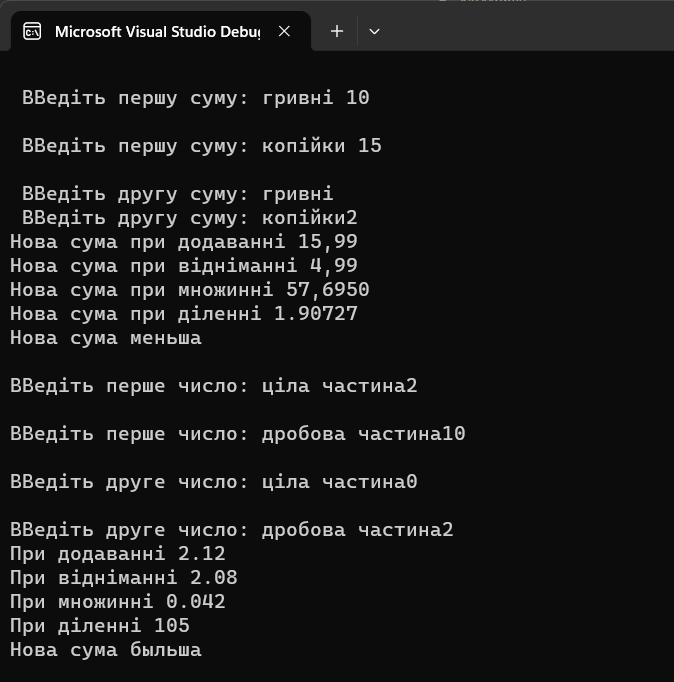 Microsoft Visual Studio Debu
ВВедіть першу суму: гривні 10
ВВедіть першу суму: копійки 15
ВВедіть другу суму: гривні
ВВедіть другу суму: копійки2
Нова сума при додаванні 15,99
Нова сума при відніманні 4,99
Нова сума при множинні 57,6950
Нова сума при діленні 1.90727
Нова сума меньша
ВВедіть перше число: ціла частина2
ВВедіть перше число: дробова частина10
ВВедіть друге число: ціла частина0
ВВедіть друге число: дробова частина2
При додаванні 2.12
При відніманні 2.08
При множинні 0.042
При діленні 105
Нова сума быльша